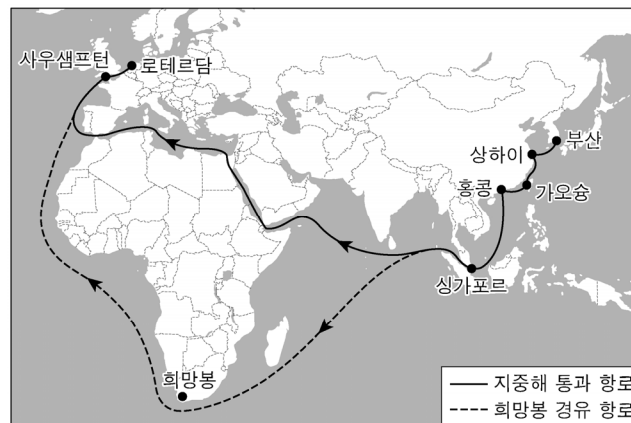 사우샘프턴
로테르담
부산
상하이
홍콩
가오슝
싱가포르
희망봉
지중해 통과 항로
희망봉 경유 항로